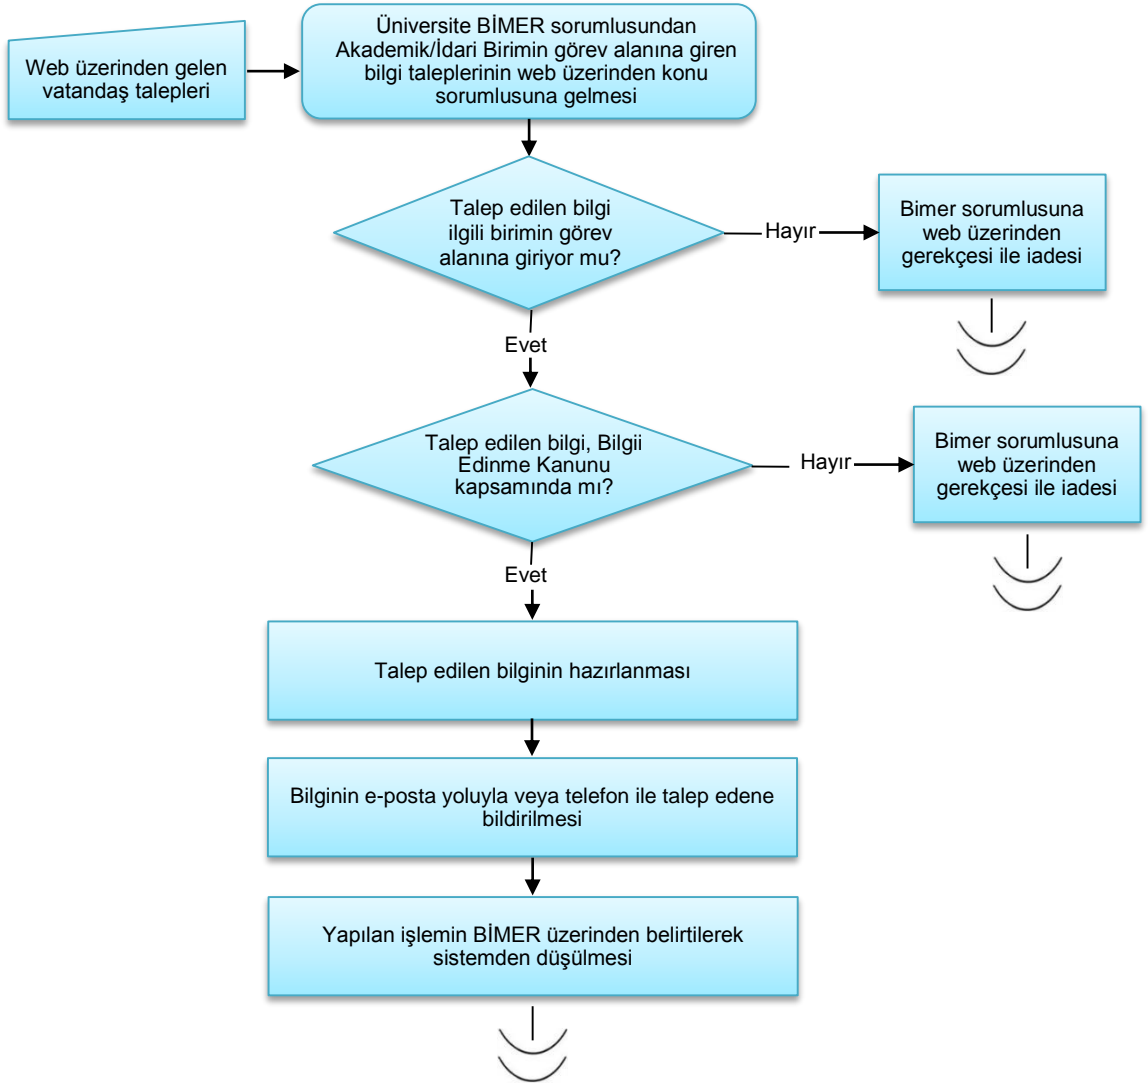 Web üzerinden gelen
vatandaş talepleri
Üniversite BİMER sorumlusundan
Akademik/İdari Birimin görev alanına giren
bilgi taleplerinin web üzerinden konu
sorumlusuna gelmesi
Talep edilen bilgi
ilgili birimin görev
alanına giriyor mu?
Hayır
Bimer sorumlusuna
web üzerinden
gerekçesi ile iadesi
Evet
Talep edilen bilgi, Bilgii
Edinme Kanunu
kapsamında mı?
Hayır
Bimer sorumlusuna
web üzerinden
gerekçesi ile iadesi
Evet
Talep edilen bilginin hazırlanması
Bilginin e-posta yoluyla veya telefon ile talep edene
bildirilmesi
Yapılan işlemin BİMER üzerinden belirtilerek
sistemden düşülmesi